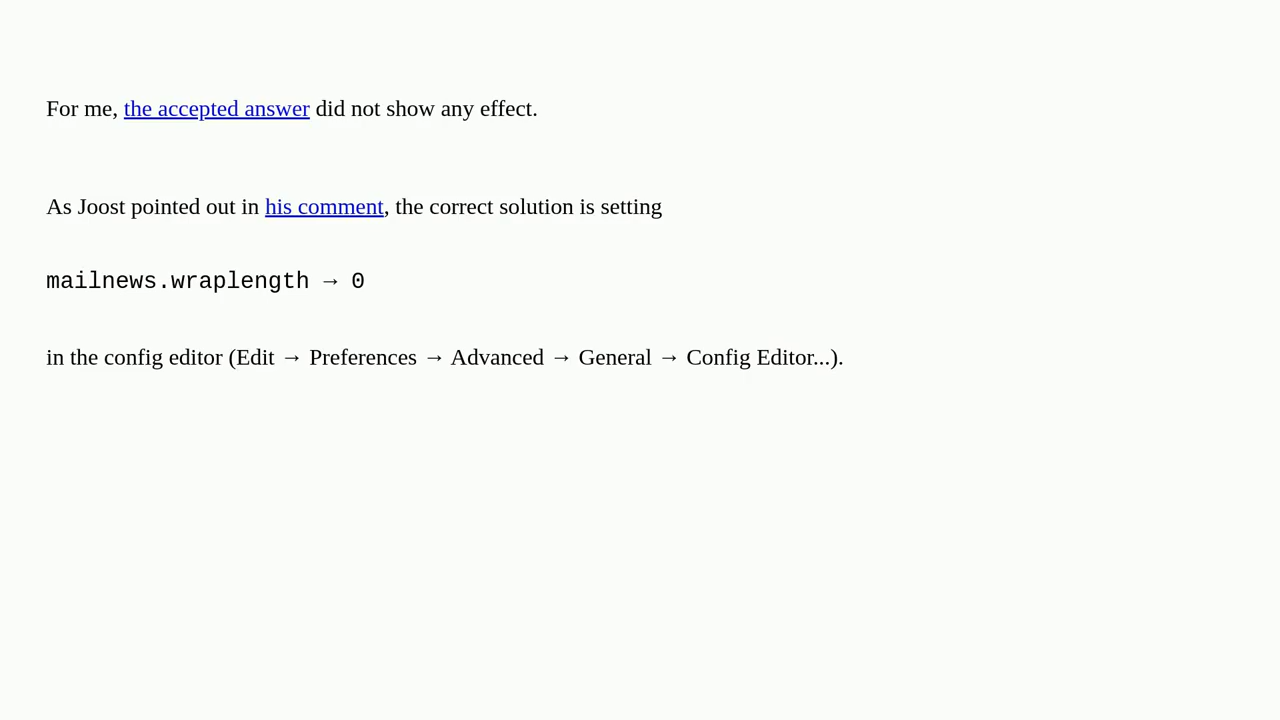 For me, the accepted answer did not show any effect.
As Joost pointed out in his comment, the correct solution is setting
mailnews.wraplength → 0
in the config editor (Edit → Preferences → Advanced → General → Config Editor...).